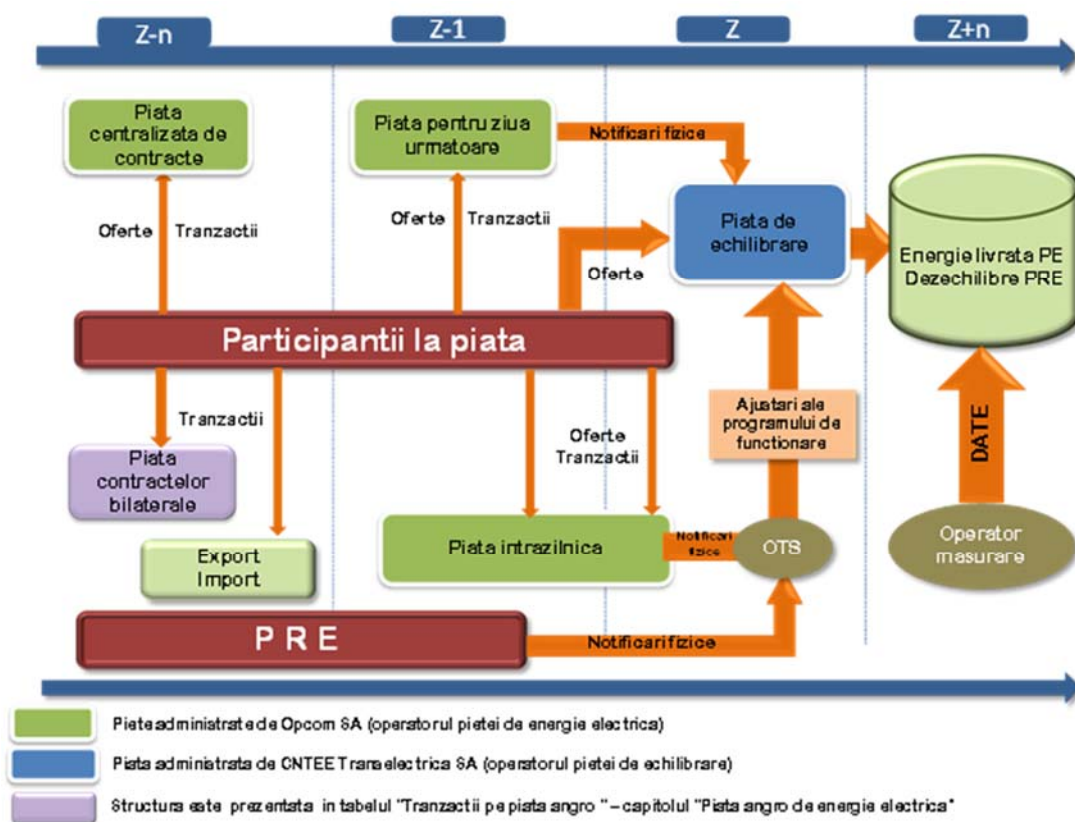 Z-n
Z-1
Z
Z+n
Piata
centralizata de
contracte
Piata pentru ziua
urmatoare
Notificari fizice
Oferte
Tranzactii
Oferte
Tranzactii
Piata de
echilibrare
Oferte
Energie livrata PE
Dezechilibre PRE
Participantii la piata
Tranzactii
Oferte
Tranzactii
Ajustari ale
programului de
functionare
DATE
Piata
contractelor
bilaterale
Piata intrazilnica
Notificari
fizice
OTS
Operator
masurare
Export
Import
P R E
Notificari fizice
Piete administrate de Opcom SA (operatorul pietei de energie electrica)
Piata administrata de CNTEE Transelectrica SA (operatorul pietei de echilibrare)
Structura este prezentata in tabelul "Tranzactii pe piata angro " – capitolul "Piata angro de energie electrica"